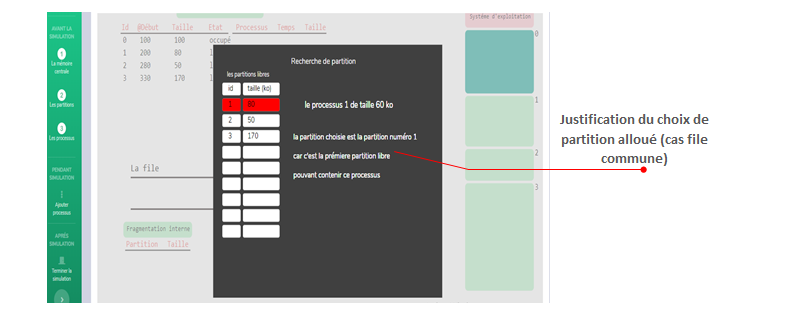 AVANT LA
SIMULATION
1
La mémoire
centrale
2
Les partitions
3
Les processus
PENDANT
SIMULATION
Ajouter
processus
APRÈS
SIMULATION
Terminer la
simulation
Id @Début Taille Etat Processus Temps Taille
0 100 100 occupé
1 200 80 l
2 280 50 l
3 330 170 l
La file
Fragmentation interne
Partition Taille
Recherche de partition
les partitions libres
id taille (ko)
1 80
2 50
3 170
le processus 1 de taille 60 ko
la partition choisie est la partition numéro 1
car c'est la prémiere partition libre
pouvant contenir ce processus
Système d'exploitation
0
1
2
3
Justification du choix de
partition alloué (cas file
commune)